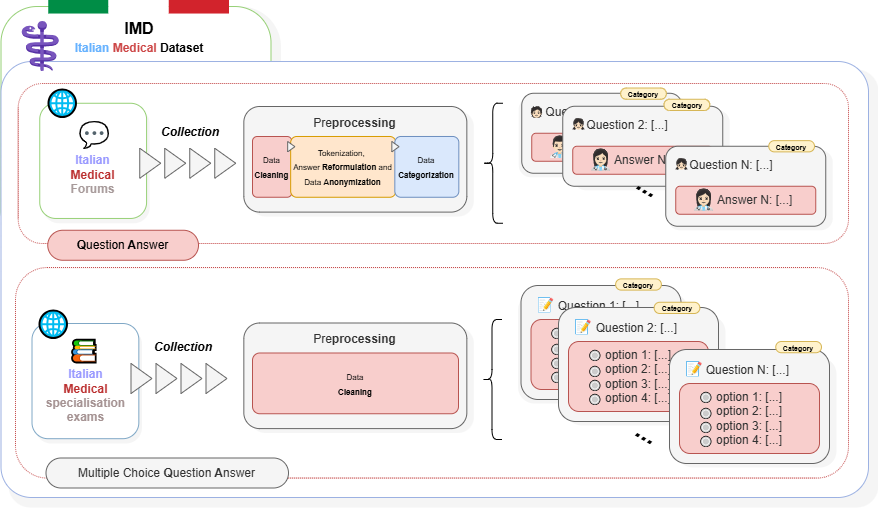 IMD
Italian Medical Dataset
Italian
Medical
Forums
Collection
Preprocessing
Data
Cleaning
Tokenization,
Answer Reformulation and
Data Anonymization
Data
Categorization
Category
Category
Question 2: [...]
Answer N
Category
Question N: [...]
Answer N: [...]
Question Answer
Italian
Medical
specialisation
exams
Collection
Preprocessing
Data
Cleaning
Category
Question 1: [...]
Category
Question 2: [...]
option 1: [...]
option 2: [...]
option 3: [...]
option 4: [...]
Category
Question N: [...]
option 1: [...]
option 2: [...]
option 3: [...]
option 4: [...]
Multiple Choice Question Answer